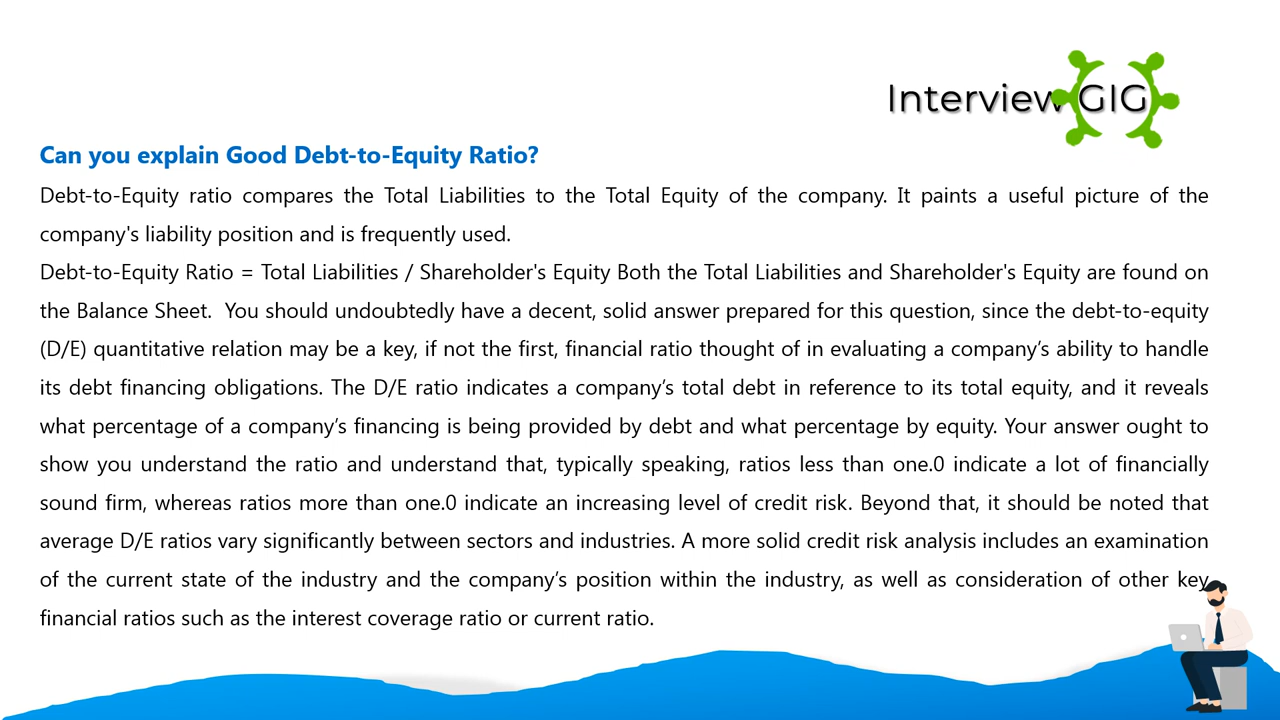 Interview GIG
Can you explain Good Debt-to-Equity Ratio?
Debt-to-Equity ratio compares the Total Liabilities to the Total Equity of the company. It paints a useful picture of the
company's liability position and is frequently used.
Debt-to-Equity Ratio = Total Liabilities / Shareholder's Equity Both the Total Liabilities and Shareholder's Equity are found on
the Balance Sheet.  You should undoubtedly have a decent, solid answer prepared for this question, since the debt-to-equity
(D/E) quantitative relation may be a key, if not the first, financial ratio thought of in evaluating a company’s ability to handle
its debt financing obligations. The D/E ratio indicates a company’s total debt in reference to its total equity, and it reveals
what percentage of a company’s financing is being provided by debt and what percentage by equity. Your answer ought to
show you understand the ratio and understand that, typically speaking, ratios less than one.0 indicate a lot of financially
sound firm, whereas ratios more than one.0 indicate an increasing level of credit risk. Beyond that, it should be noted that
average D/E ratios vary significantly between sectors and industries. A more solid credit risk analysis includes an examination
of the current state of the industry and the company’s position within the industry, as well as consideration of other key
financial ratios such as the interest coverage ratio or current ratio.